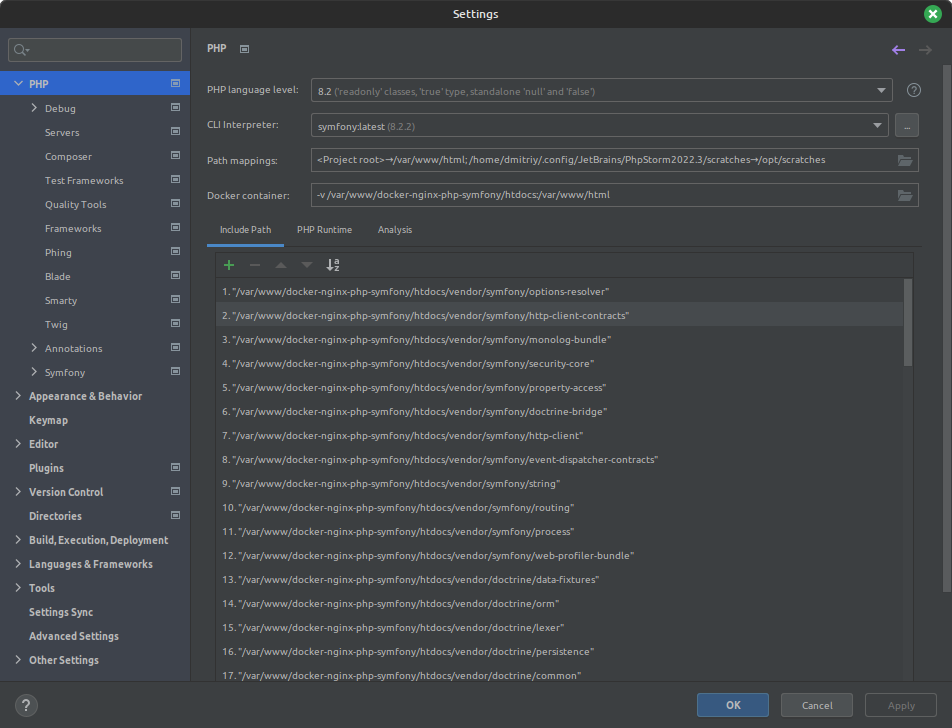 Settings
PHP
Debug
Servers
Composer
Test Frameworks
Quality Tools
Frameworks
Phing
Blade
Smarty
Twig
Annotations
Symfony
Appearance & Behavior
Keymap
Editor
Plugins
Version Control
Directories
Build, Execution, Deployment
Languages & Frameworks
Tools
Settings Sync
Advanced Settings
Other Settings
PHP
PHP language level: 8.2 ('readonly' classes, 'true' type, standalone 'null' and 'false')
CLI Interpreter: symfony:latest (8.2.2) ...
Path mappings: <Project root>→/var/www/html; /home/dmitriy/.config/JetBrains/PhpStorm2022.3/scratches→/opt/scratches
Docker container: -v /var/www/docker-nginx-php-symfony/htdocs:/var/www/html
Include Path PHP Runtime Analysis
1. "/var/www/docker-nginx-php-symfony/htdocs/vendor/symfony/options-resolver"
2. "/var/www/docker-nginx-php-symfony/htdocs/vendor/symfony/http-client-contracts"
3. "/var/www/docker-nginx-php-symfony/htdocs/vendor/symfony/monolog-bundle"
4. "/var/www/docker-nginx-php-symfony/htdocs/vendor/symfony/security-core"
5. "/var/www/docker-nginx-php-symfony/htdocs/vendor/symfony/property-access"
6. "/var/www/docker-nginx-php-symfony/htdocs/vendor/symfony/doctrine-bridge"
7. "/var/www/docker-nginx-php-symfony/htdocs/vendor/symfony/http-client"
8. "/var/www/docker-nginx-php-symfony/htdocs/vendor/symfony/event-dispatcher-contracts"
9. "/var/www/docker-nginx-php-symfony/htdocs/vendor/symfony/string"
10. "/var/www/docker-nginx-php-symfony/htdocs/vendor/symfony/routing"
11. "/var/www/docker-nginx-php-symfony/htdocs/vendor/symfony/process"
12. "/var/www/docker-nginx-php-symfony/htdocs/vendor/symfony/web-profiler-bundle"
13. "/var/www/docker-nginx-php-symfony/htdocs/vendor/doctrine/data-fixtures"
14. "/var/www/docker-nginx-php-symfony/htdocs/vendor/doctrine/orm"
15. "/var/www/docker-nginx-php-symfony/htdocs/vendor/doctrine/lexer"
16. "/var/www/docker-nginx-php-symfony/htdocs/vendor/doctrine/persistence"
17. "/var/www/docker-nginx-php-symfony/htdocs/vendor/doctrine/common"
? OK Cancel Apply